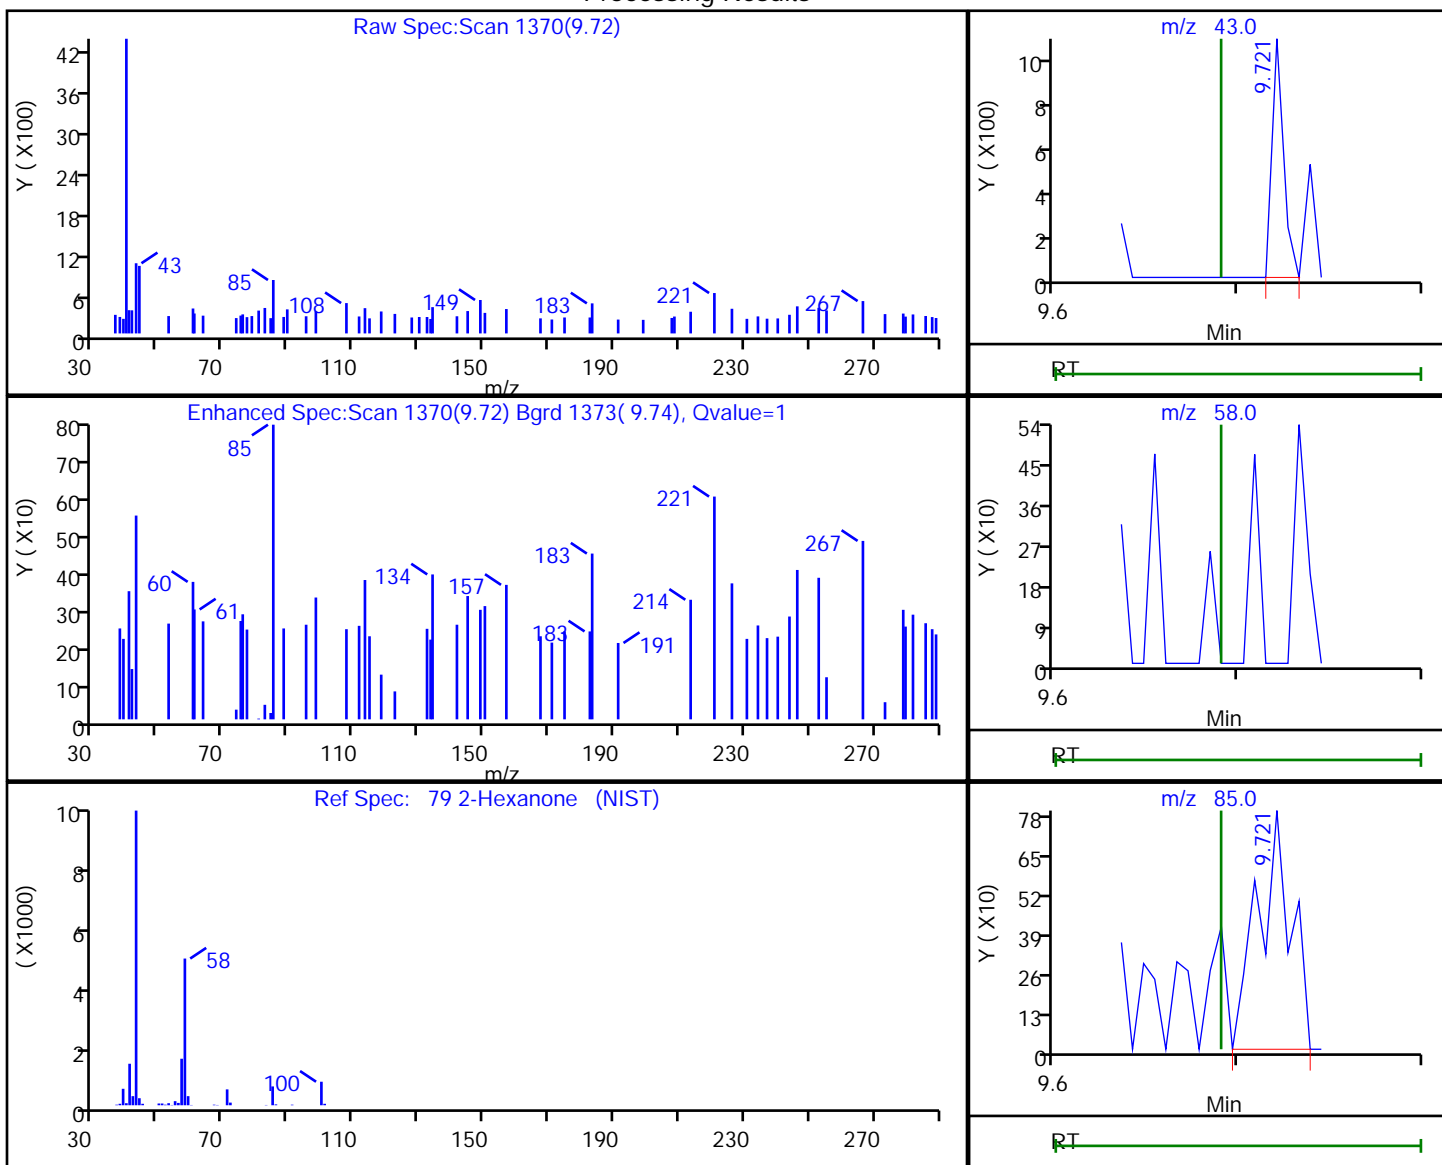 Raw Spec:Scan 1370(9.72)
Y ( X100)
42
36
30
24
18
12
6
0
43
85
108
149
183
221
267
30 70 110 150 190 230 270
m/z
m/z 43.0
Y ( X100)
10
8
6
4
2
0
9.721
9.6
Min
RT
Enhanced Spec:Scan 1370(9.72) Bgrd 1373( 9.74), Qvalue=1
Y ( X10)
80
70
60
50
40
30
20
10
0
85
60
61
134
157
183
183
191
214
221
267
30 70 110 150 190 230 270
m/z
m/z 58.0
Y ( X10)
54
45
36
27
18
9
0
9.6
Min
RT
Ref Spec: 79 2-Hexanone (NIST)
( X1000)
10
8
6
4
2
0
58
100
30 70 110 150 190 230 270
m/z 85.0
Y ( X10)
78
65
52
39
26
13
0
9.721
9.6
Min
RT